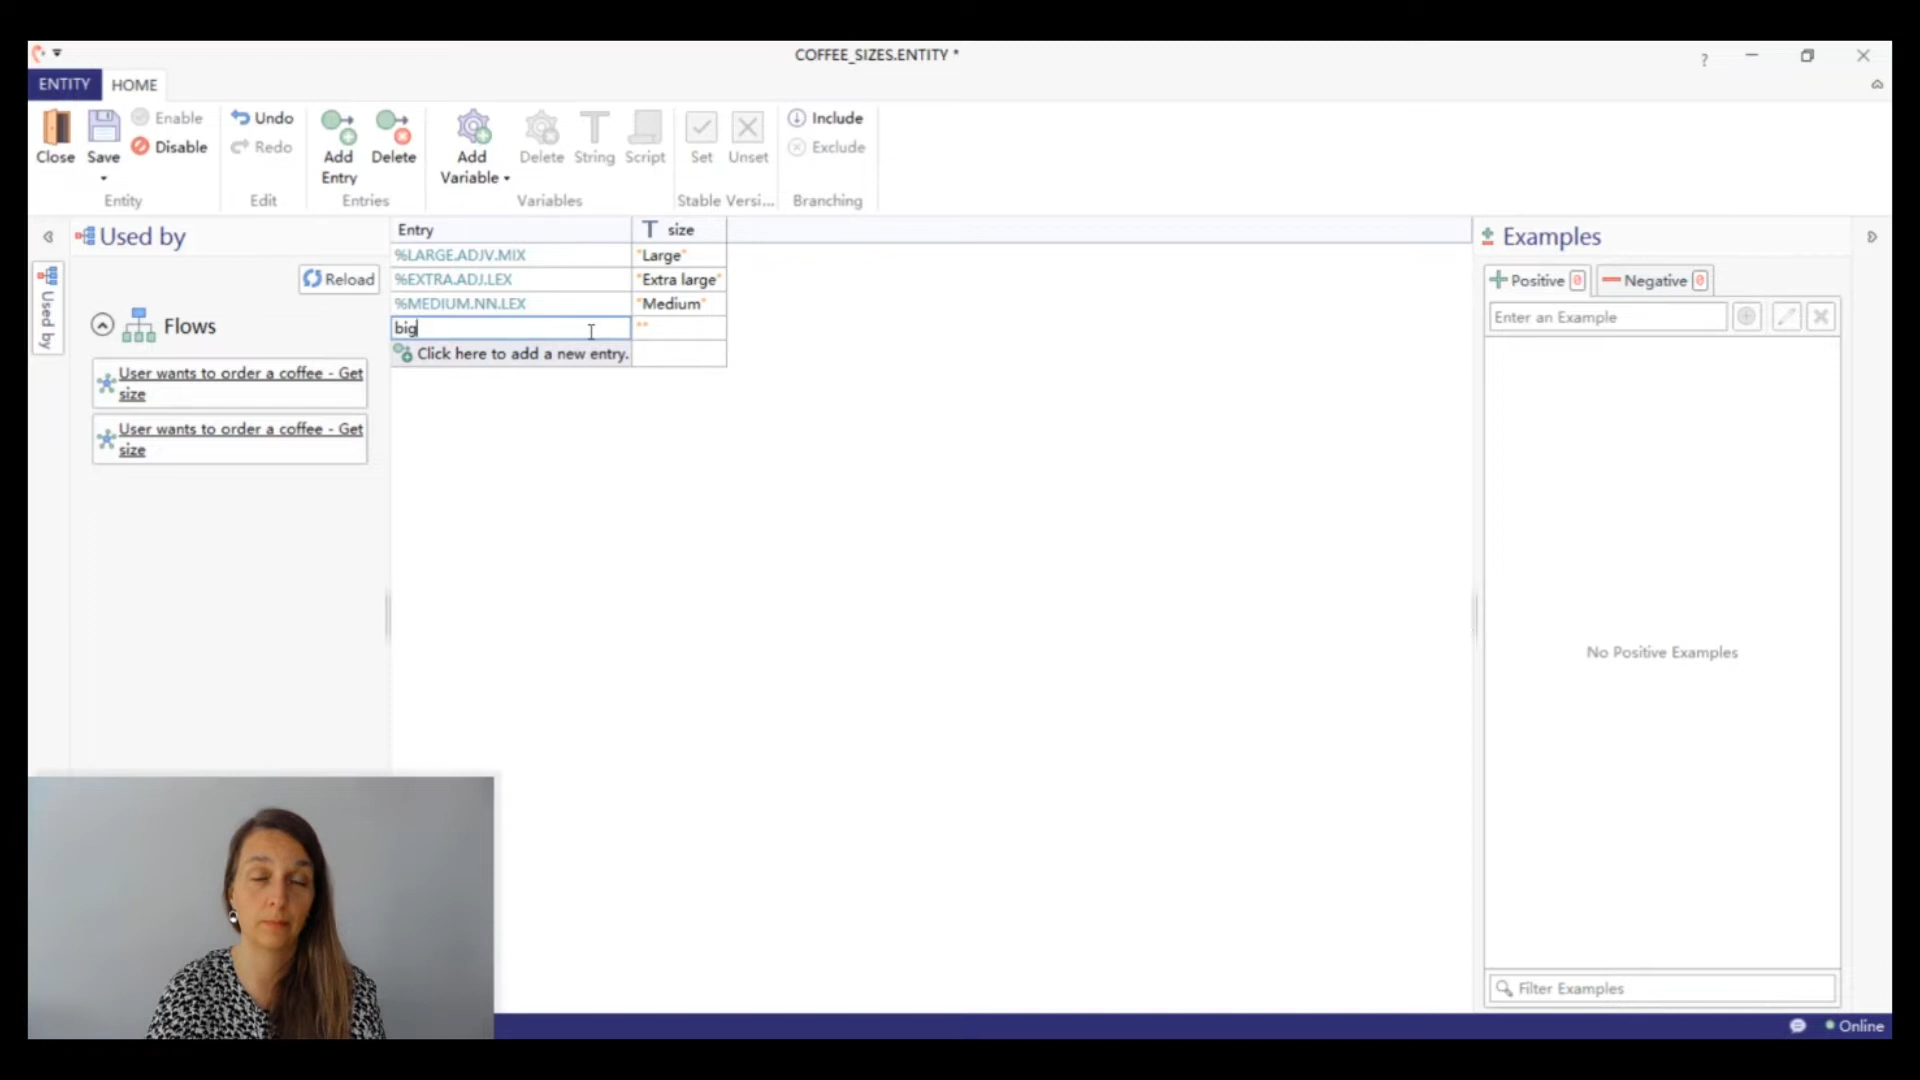 COFFEE_SIZES.ENTITY *
?
ENTITY HOME
Close
Save
Enable
Disable
Entity
Undo
Redo
Edit
Add
Entry
Delete
Entries
Add
Variable
Delete
String
Script
Variables
Set
Unset
Stable Versi...
Include
Exclude
Branching
Used by
Used by
Reload
Flows
User wants to order a coffee - Get
size
User wants to order a coffee - Get
size
Entry size
%LARGE.ADJV.MIX "Large"
%EXTRA.ADJ.LEX "Extra large"
%MEDIUM.NN.LEX "Medium"
big ""
Click here to add a new entry.
Examples
Positive 0 Negative 0
Enter an Example
No Positive Examples
Filter Examples
Online